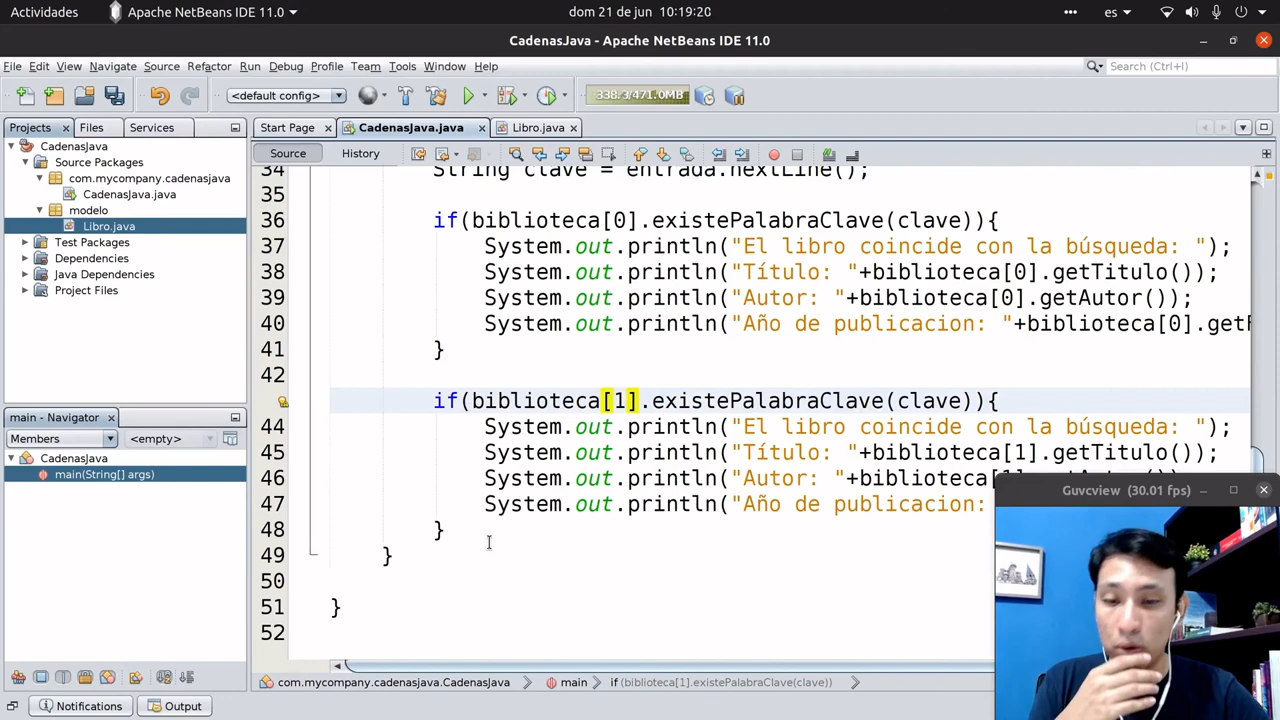 Actividades Apache NetBeans IDE 11.0 dom 21 de jun 10:19:20 es
CadenasJava - Apache NetBeans IDE 11.0
File Edit View Navigate Source Refactor Run Debug Profile Team Tools Window Help Search (Ctrl+I)
<default config> 338.3/471.0MB
Projects Files Services Start Page CadenasJava.java Libro.java
CadenasJava
Source Packages
com.mycompany.cadenasjava
CadenasJava.java
modelo
Libro.java
Test Packages
Dependencies
Java Dependencies
Project Files
main - Navigator
Members <empty>
CadenasJava
main(String[] args)
Source History
34 String clave = entrada.nextLine();
35
36 if(biblioteca[0].existePalabraClave(clave)){
37 System.out.println("El libro coincide con la búsqueda: ");
38 System.out.println("Título: "+biblioteca[0].getTitulo());
39 System.out.println("Autor: "+biblioteca[0].getAutor());
40 System.out.println("Año de publicacion: "+biblioteca[0].get
41 }
42
if(biblioteca[1].existePalabraClave(clave)){
44 System.out.println("El libro coincide con la búsqueda: ");
45 System.out.println("Título: "+biblioteca[1].getTitulo());
46 System.out.println("Autor: "+biblioteca
47 System.out.println("Año de publicacion:
48 }
49 }
50
51 }
52
Guvcview (30.01 fps)
com.mycompany.cadenasjava.CadenasJava main if (biblioteca[1].existePalabraClave(clave))
Notifications Output